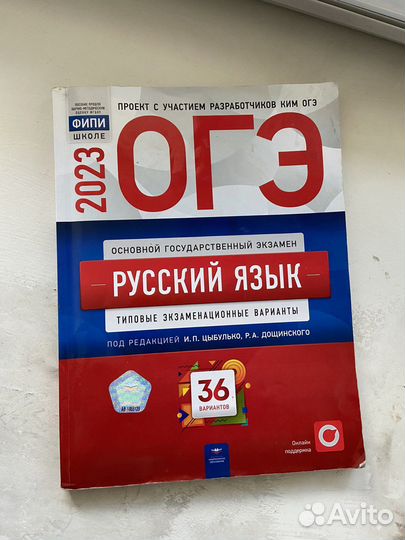 ПРОЕКТ С УЧАСТИЕМ РАЗРАБОТЧИКОВ КИМ ОГЭ
ФИПИ
ШКОЛЕ
2023
ОГЭ
ОСНОВНОЙ ГОСУДАРСТВЕННЫЙ ЭКЗАМЕН
РУССКИЙ ЯЗЫК
ТИПОВЫЕ ЭКЗАМЕНАЦИОННЫЕ ВАРИАНТЫ
ПОД РЕДАКЦИЕЙ И.П. ЦЫБУЛЬКО, Р.А. ДОЩИНСКОГО
36
ВАРИАНТОВ
Онлайн
поддержка
Avito